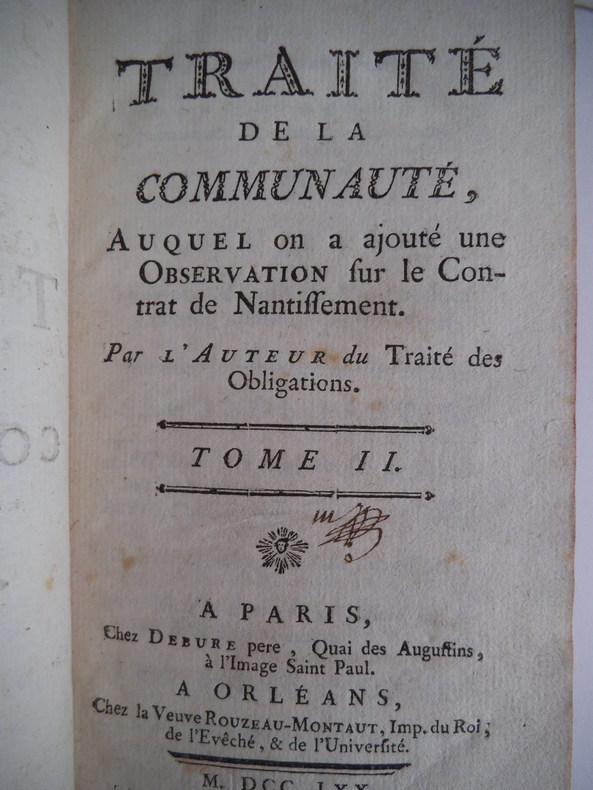 TRAITÉ
DE LA
COMMUNAUTÉ,
AUQUEL on a ajouté une
OBSERVATION ſur le Con-
trat de Nantiſſement.
Par L'AUTEUR du Traité des
Obligations.
TOME II.
A PARIS,
Chez DEBURE pere, Quai des Auguſtins,
à l'Image Saint Paul.
A ORLÉANS,
Chez la Veuve ROUZEAU-MONTAUT, Imp. du Roi,
de l'Evêché, & de l'Univerſité.
M. DCC. LXX.